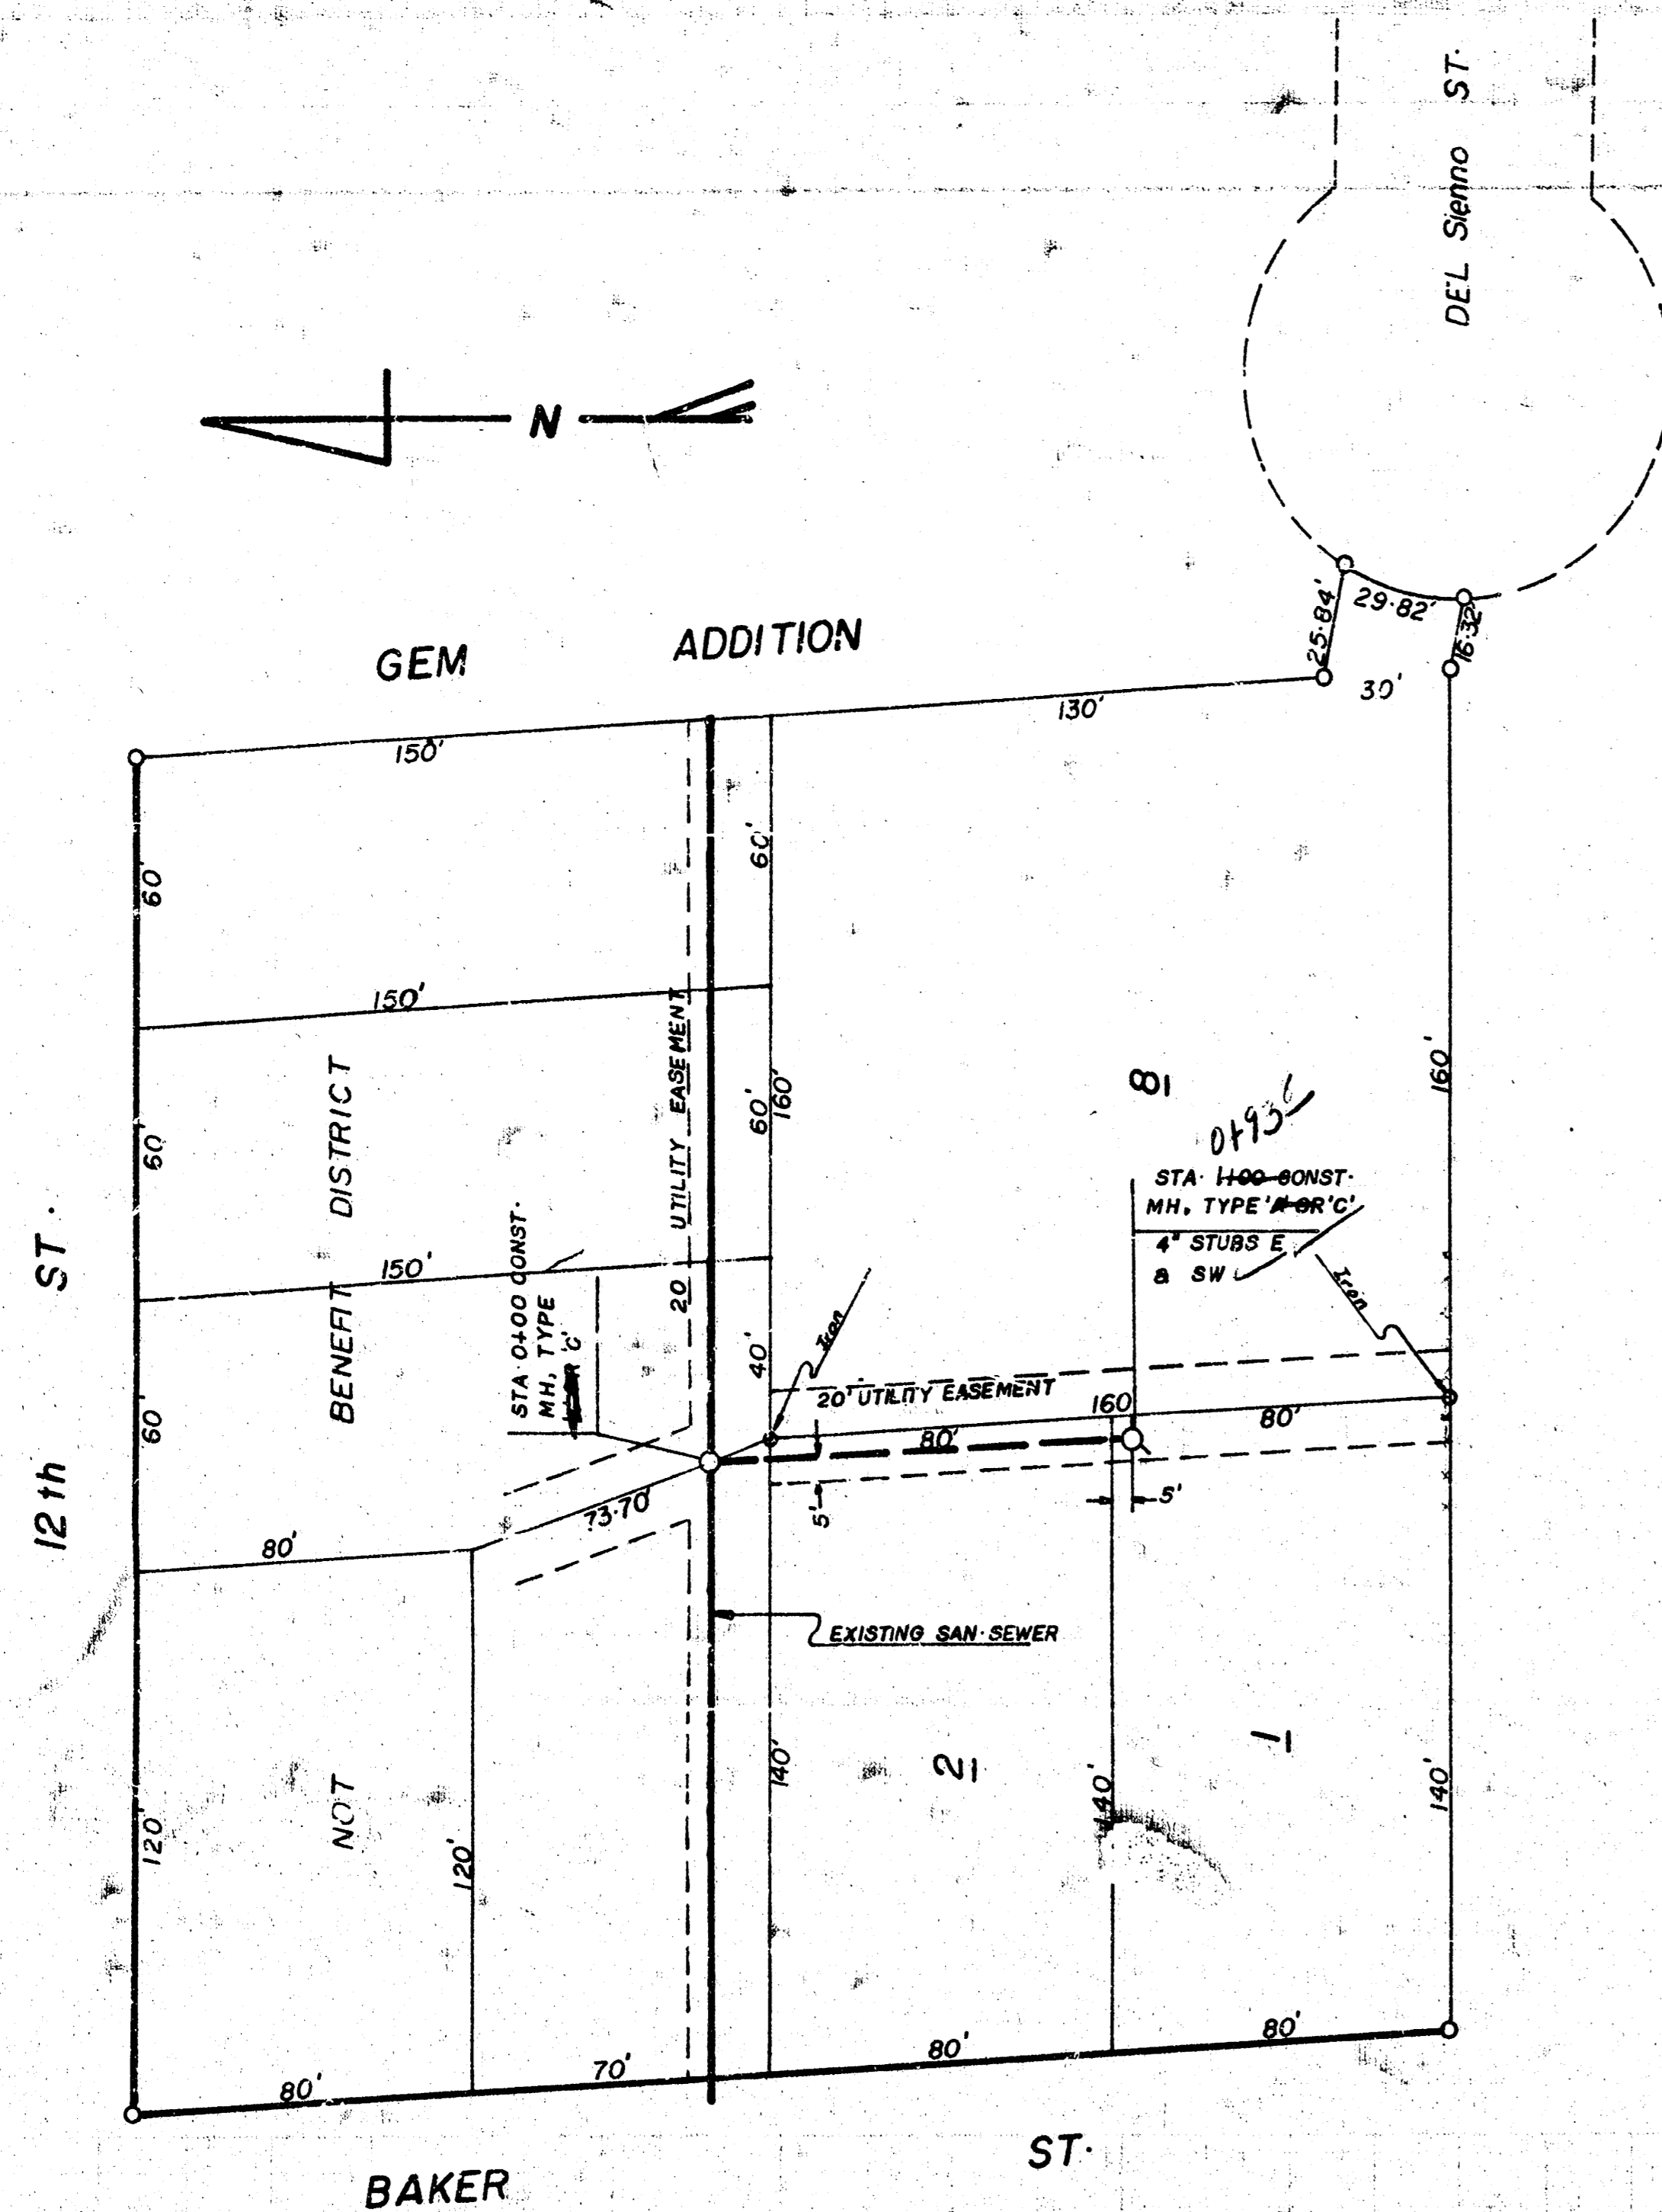 DEL Sienno ST.
N
25.84'
29.82'
16.32'
30'
GEM ADDITION
150'
130'
60'
60'
150'
60'
60'
160'
160'
20 UTILITY EASEMENT
BENEFIT DISTRICT
NOT
8
STA. 1+00 CONST.
MH, TYPE 'A' OR 'C'
4" STUBS E
& SW
Iron
150'
STA. 0+00 CONST.
MH, TYPE
'C'
40'
Iron
20' UTILITY EASEMENT
160
80'
80'
5'
5'
60'
12th ST.
80'
73.70'
EXISTING SAN. SEWER
2
1
120'
120'
140'
140'
140'
80'
70'
80'
80'
BAKER ST.